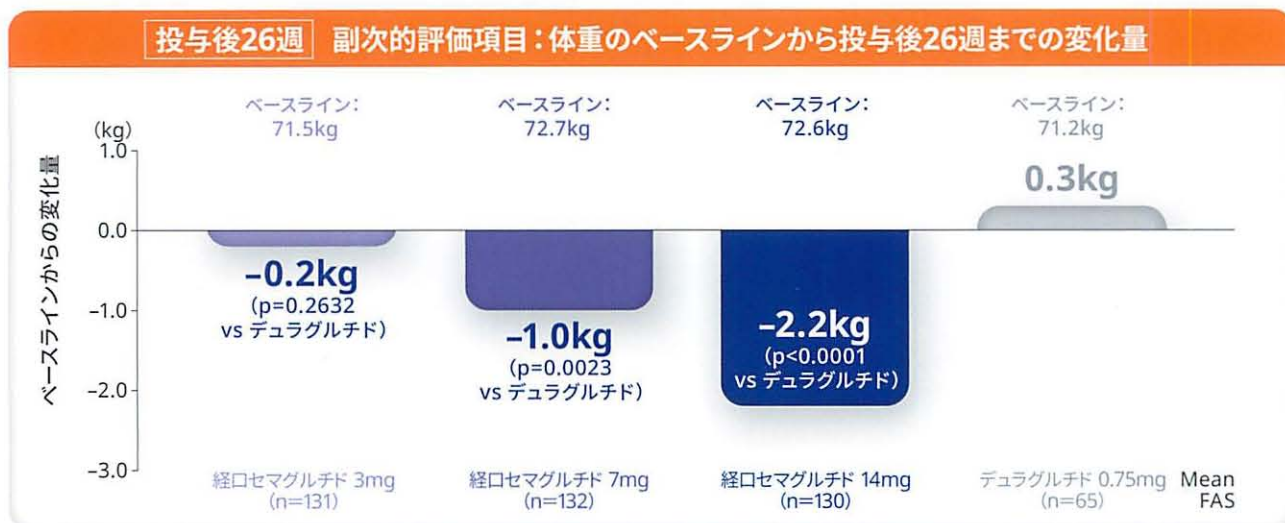 投与後26週 副次的評価項目：体重のベースラインから投与後26週までの変化量
ベースライン：
71.5kg
ベースライン：
72.7kg
ベースライン：
72.6kg
ベースライン：
71.2kg
(kg)
ベースラインからの変化量
1.0
0.0
−1.0
−2.0
−3.0
−0.2kg
(p=0.2632
vs デュラグルチド)
−1.0kg
(p=0.0023
vs デュラグルチド)
−2.2kg
(p<0.0001
vs デュラグルチド)
0.3kg
経口セマグルチド 3mg
(n=131)
経口セマグルチド 7mg
(n=132)
経口セマグルチド 14mg
(n=130)
デュラグルチド 0.75mg
(n=65)
Mean
FAS